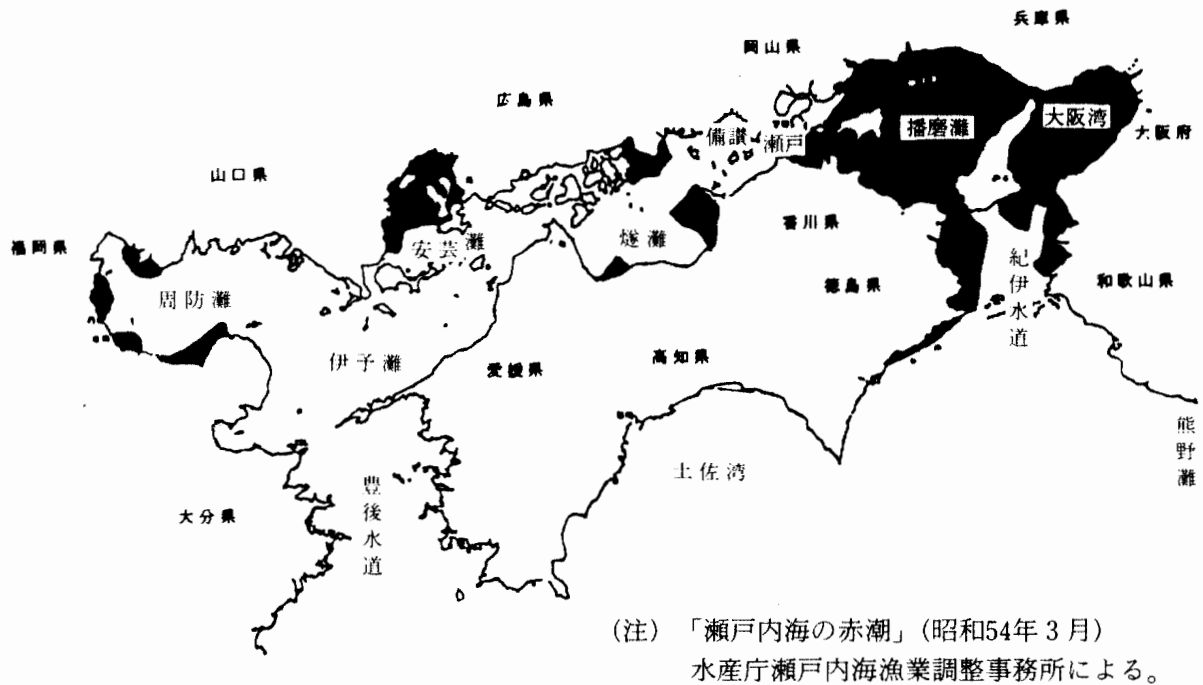 兵庫県
岡山県
広島県
大阪湾
播磨灘
大阪府
備讃
瀬戸
山口県
香川県
安芸灘
燧灘
福岡県
紀伊水道
徳島県
和歌山県
周防灘
伊予灘
愛媛県
高知県
熊野灘
土佐湾
豊後水道
大分県
(注) 「瀬戸内海の赤潮」(昭和54年3月)
水産庁瀬戸内海漁業調整事務所による。